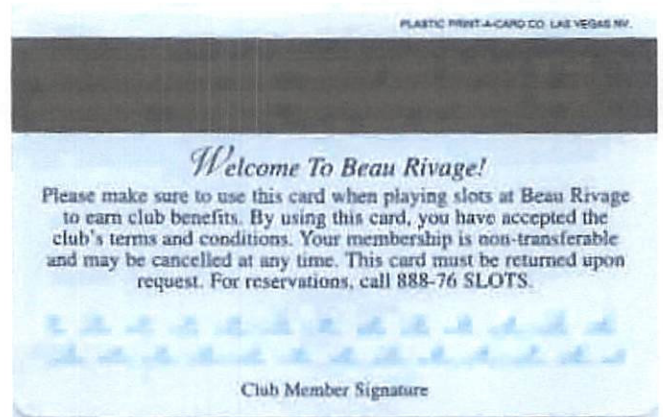 PLASTIC PRINT-A-CARD CO. LAS VEGAS NV.
Welcome To Beau Rivage!
Please make sure to use this card when playing slots at Beau Rivage
to earn club benefits. By using this card, you have accepted the
club's terms and conditions. Your membership is non-transferable
and may be cancelled at any time. This card must be returned upon
request. For reservations, call 888-76 SLOTS.
Club Member Signature